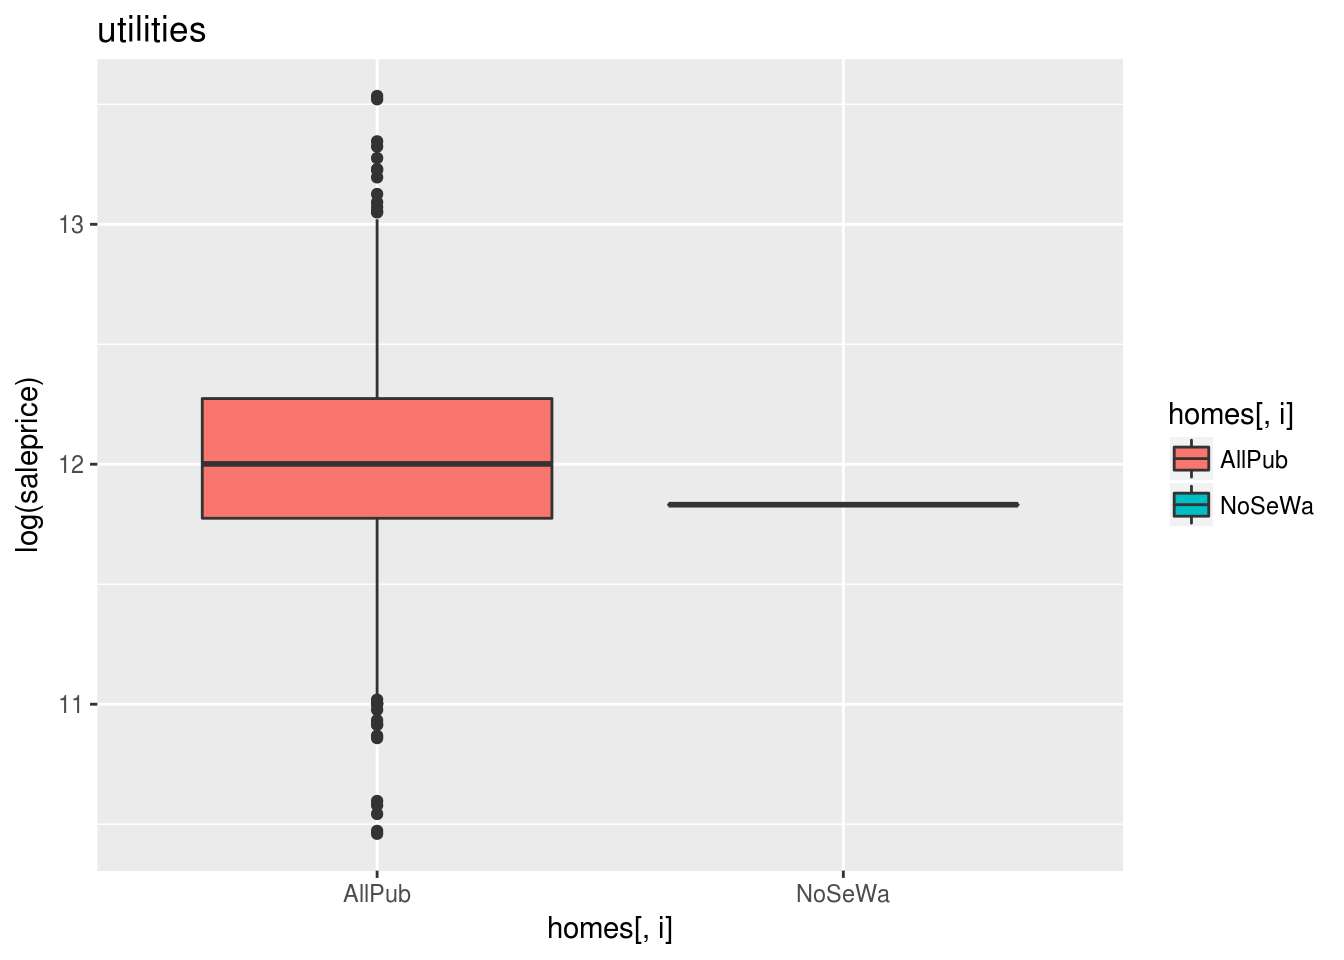 utilities
13
12
11
log(saleprice)
AllPub
NoSeWa
homes[, i]
homes[, i]
AllPub
NoSeWa